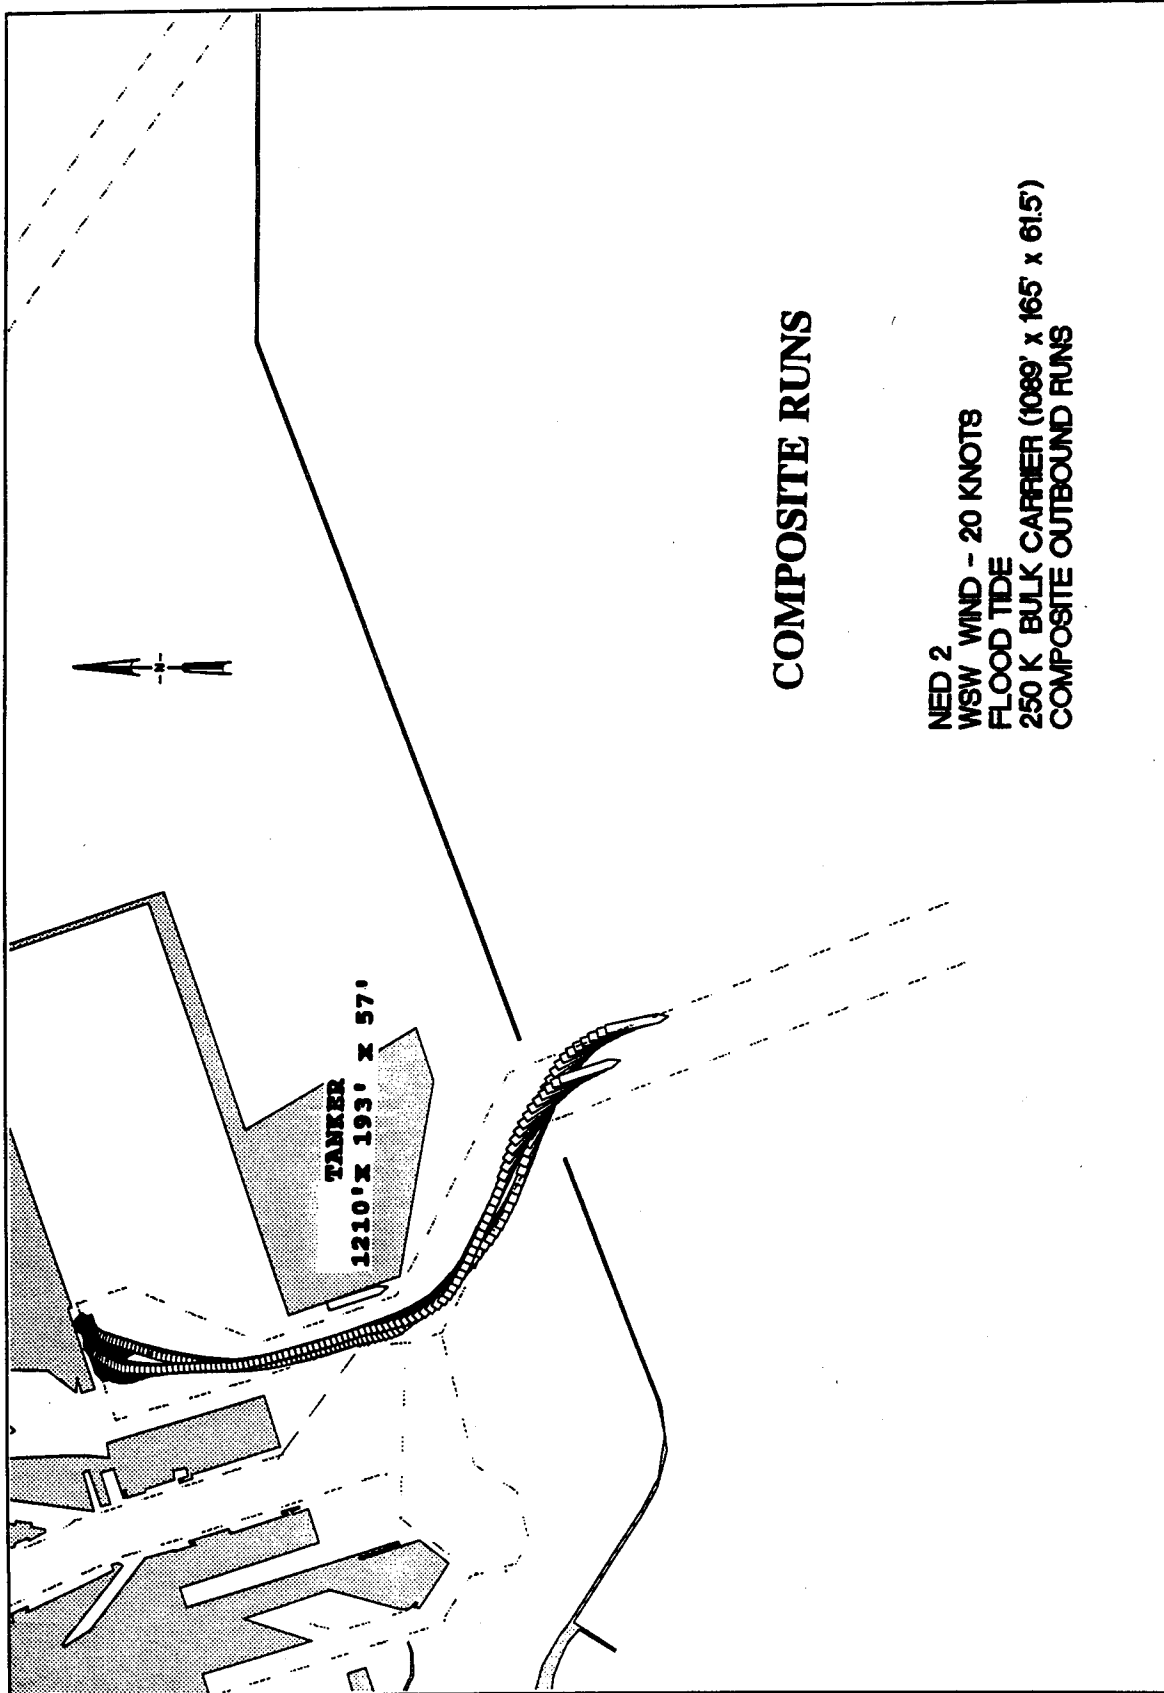 TANKER
1210' X 193' X 57'
N
COMPOSITE RUNS
NED 2
WSW WIND - 20 KNOTS
FLOOD TIDE
250 K BULK CARRIER (1089' x 165' x 61.5')
COMPOSITE OUTBOUND RUNS